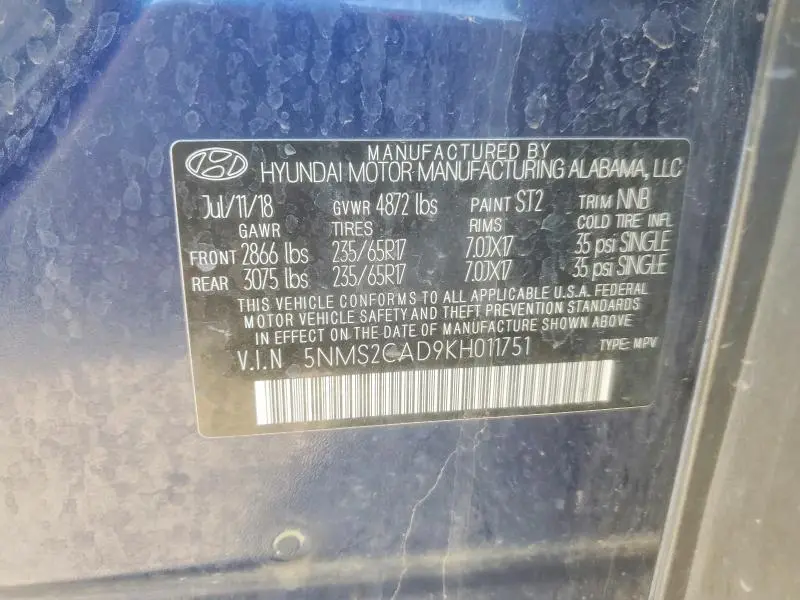 MANUFACTURED BY
HYUNDAI MOTOR MANUFACTURING ALABAMA, LLC
Jul/11/18 GVWR 4872 lbs PAINT ST2 TRIM NNB
GAWR TIRES RIMS COLD TIRE INFL
FRONT 2866 lbs 235/65R17 7.0JX17 35 psi SINGLE
REAR 3075 lbs 235/65R17 7.0JX17 35 psi SINGLE
THIS VEHICLE CONFORMS TO ALL APPLICABLE U.S.A. FEDERAL
MOTOR VEHICLE SAFETY AND THEFT PREVENTION STANDARDS
IN EFFECT ON THE DATE OF MANUFACTURE SHOWN ABOVE
V.I.N 5NMS2CAD9KH011751 TYPE: MPV